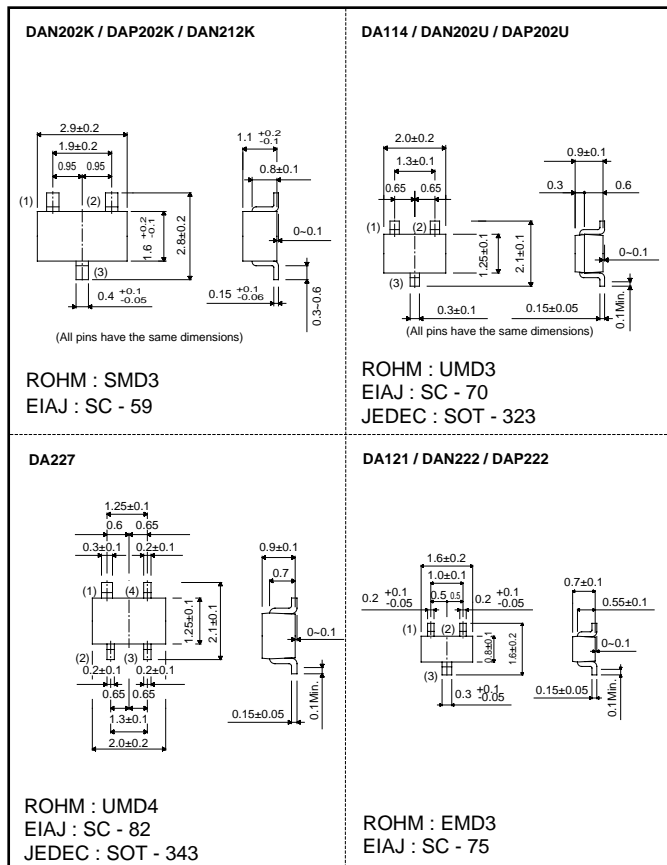 DAN202K / DAP202K / DAN212K
2.9±0.2
1.9±0.2
0.95 0.95
(1) (2)
(3)
1.6 +0.2 -0.1
2.8±0.2
0.4 +0.1 -0.05
1.1 +0.2 -0.1
0.8±0.1
0~0.1
0.15 +0.1 -0.06
0.3~0.6
(All pins have the same dimensions)
ROHM : SMD3
EIAJ : SC - 59
DA114 / DAN202U / DAP202U
2.0±0.2
1.3±0.1
0.65 0.65
(1) (2)
(3)
1.25±0.1
2.1±0.1
0.3±0.1
0.9±0.1
0.3 0.6
0~0.1
0.15±0.05
0.1Min.
(All pins have the same dimensions)
ROHM : UMD3
EIAJ : SC - 70
JEDEC : SOT - 323
DA227
1.25±0.1
0.6 0.65
0.3±0.1 0.2±0.1
(1) (4)
(2) (3)
1.25±0.1
2.1±0.1
0.2±0.1 0.2±0.1
0.65 0.65
1.3±0.1
2.0±0.2
0.9±0.1
0.7
0~0.1
0.15±0.05
0.1Min.
ROHM : UMD4
EIAJ : SC - 82
JEDEC : SOT - 343
DA121 / DAN222 / DAP222
1.6±0.2
1.0±0.1
0.2 +0.1 -0.05
0.5 0.5
0.2 +0.1 -0.05
(1) (2)
(3)
0.8±0.1
1.6±0.2
0.3 +0.1 -0.05
0.7±0.1
0.55±0.1
0~0.1
0.15±0.05
0.1Min.
ROHM : EMD3
EIAJ : SC - 75